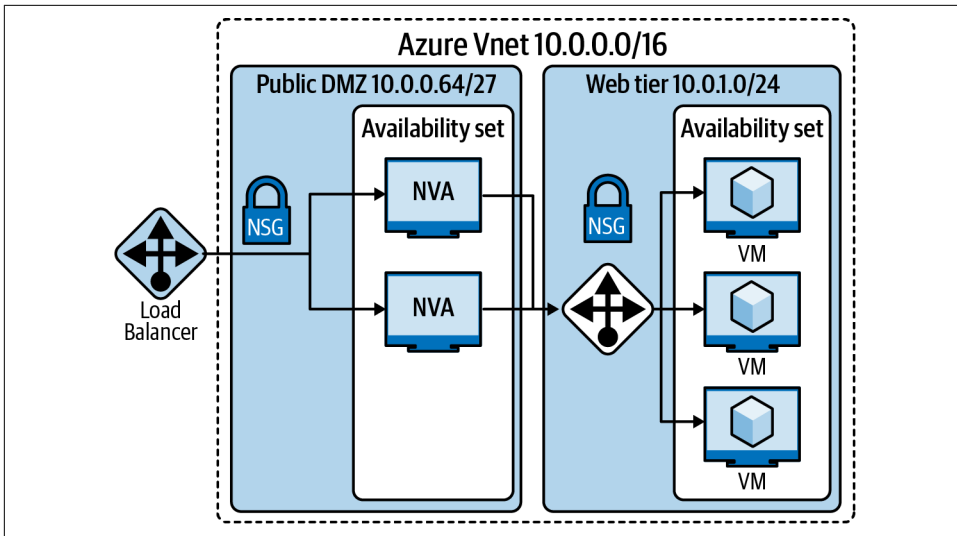 Azure Vnet 10.0.0.0/16
Public DMZ 10.0.0.64/27
Availability set
NSG
NVA
NVA
Load
Balancer
Web tier 10.0.1.0/24
Availability set
NSG
VM
VM
VM